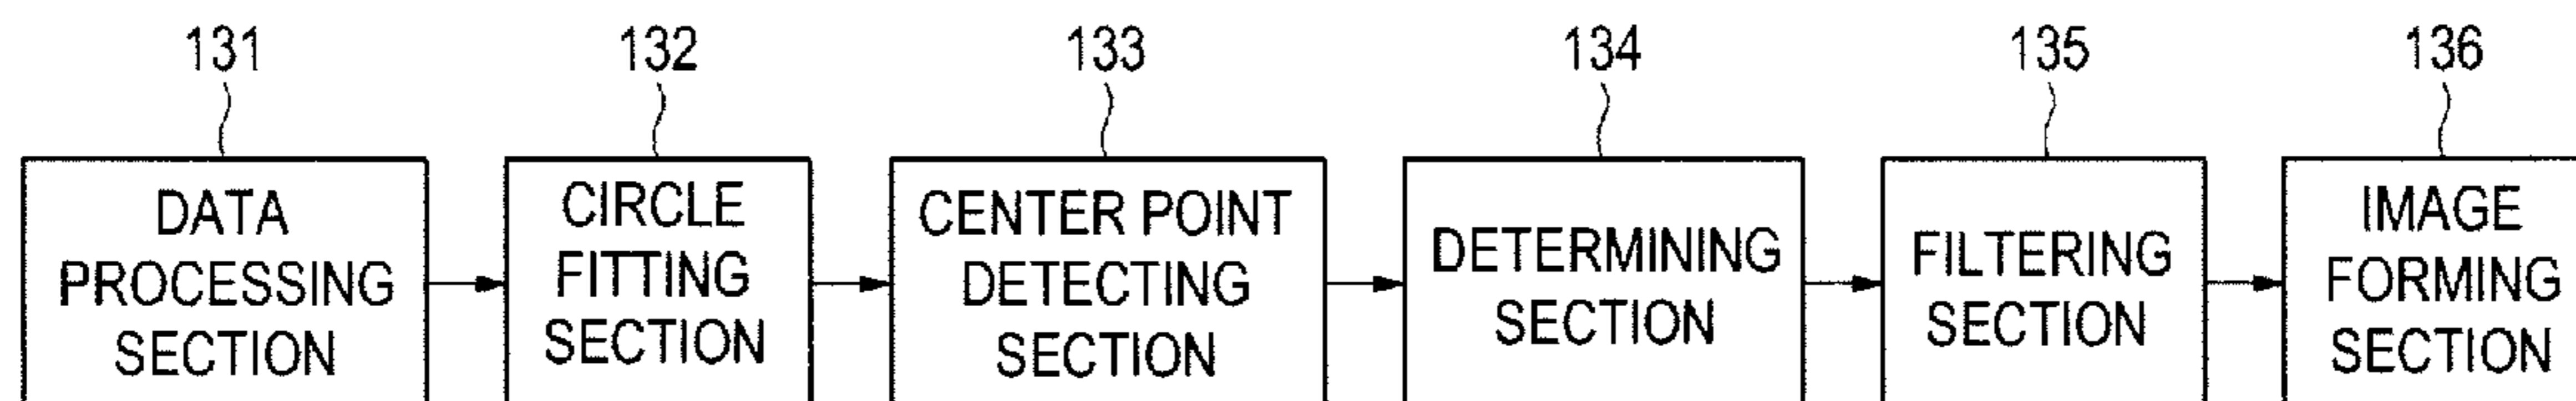 131
132
133
134
135
136
DATA
PROCESSING
SECTION
CIRCLE
FITTING
SECTION
CENTER POINT
DETECTING
SECTION
DETERMINING
SECTION
FILTERING
SECTION
IMAGE
FORMING
SECTION